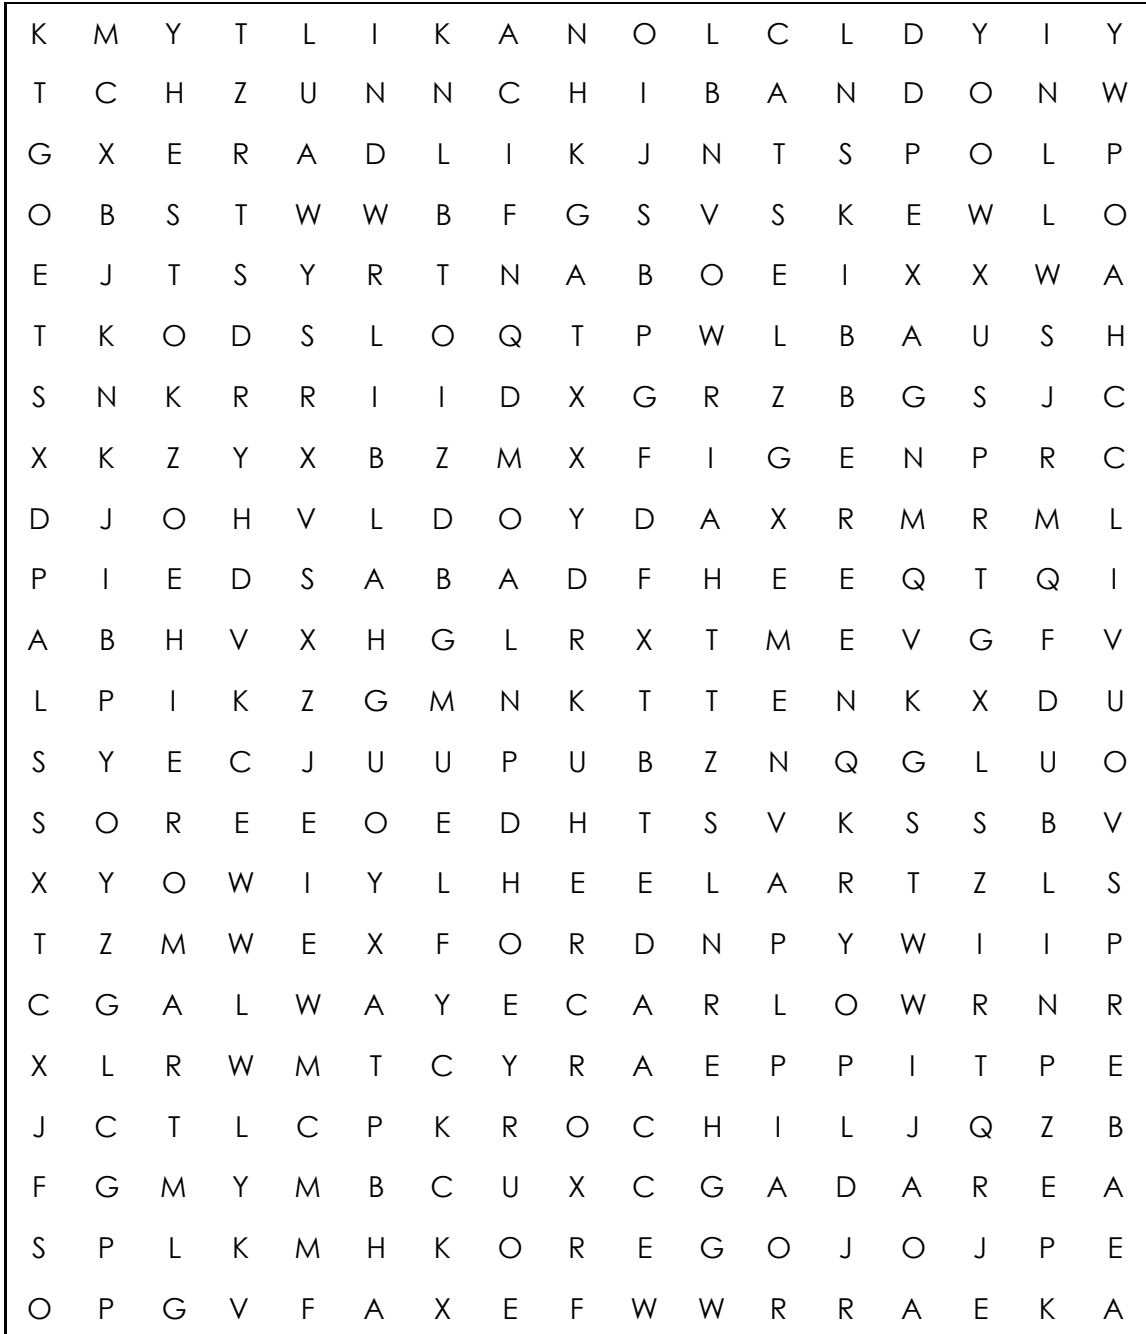 K M Y T L I K A N O L C L D Y I Y
T C H Z U N N C H I B A N D O N W
G X E R A D L I K J N T S P O L P
O B S T W W B F G S V S K E W L O
E J T S Y R T N A B O E I X X W A
T K O D S L O Q T P W L B A U S H
S N K R R I I D X G R Z B G S J C
X K Z Y X B Z M X F I G E N P R C
D J O H V L D O Y D A X R M R M L
P I E D S A B A D F H E E Q T Q I
A B H V X H G L R X T M E V G F V
L P I K Z G M N K T T E N K X D U
S Y E C J U U P U B Z N Q G L U O
S O R E E O E D H T S V K S S B V
X Y O W I Y L H E E L A R T Z L S
T Z M W E X F O R D N P Y W I I P
C G A L W A Y E C A R L O W R N R
X L R W M T C Y R A E P P I T P E
J C T L C P K R O C H I L J Q Z B
F G M Y M B C U X C G A D A R E A
S P L K M H K O R E G O J O J P E
O P G V F A X E F W W R R A E K A